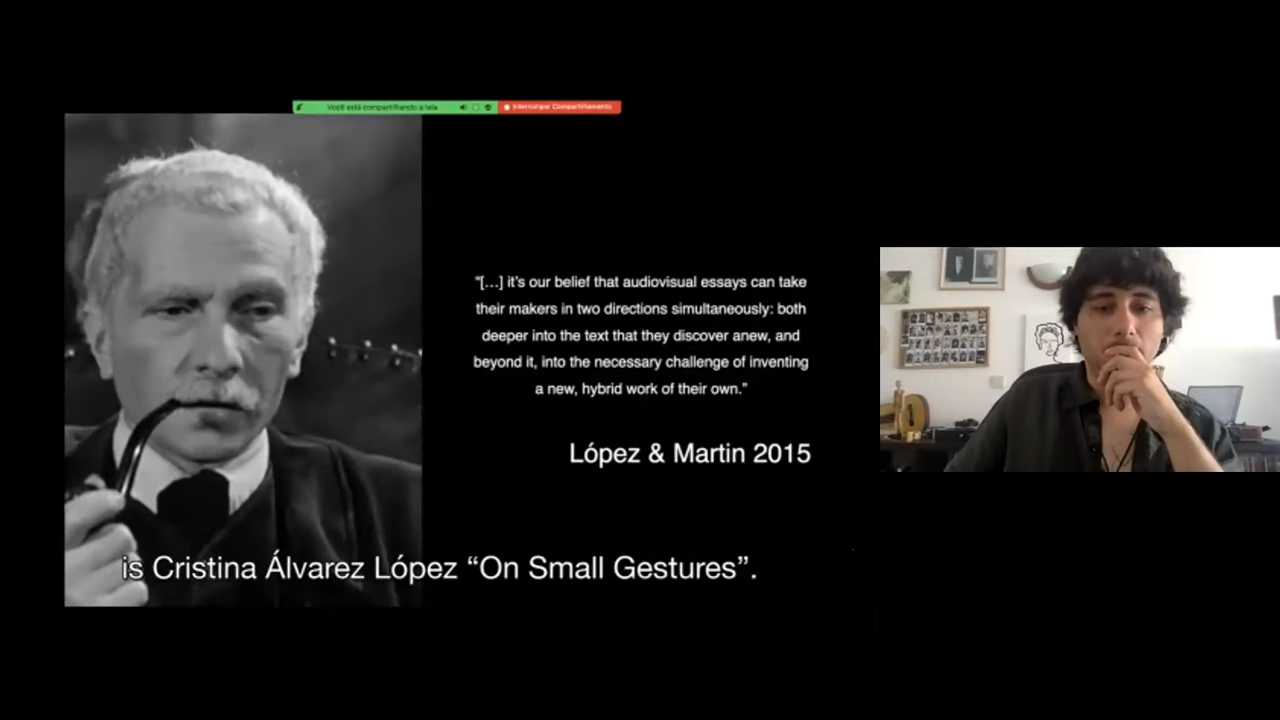 Você está compartilhando a tela
Interromper Compartilhamento
“[…] it’s our belief that audiovisual essays can take
their makers in two directions simultaneously: both
deeper into the text that they discover anew, and
beyond it, into the necessary challenge of inventing
a new, hybrid work of their own.”
López & Martin 2015
is Cristina Álvarez López “On Small Gestures”.